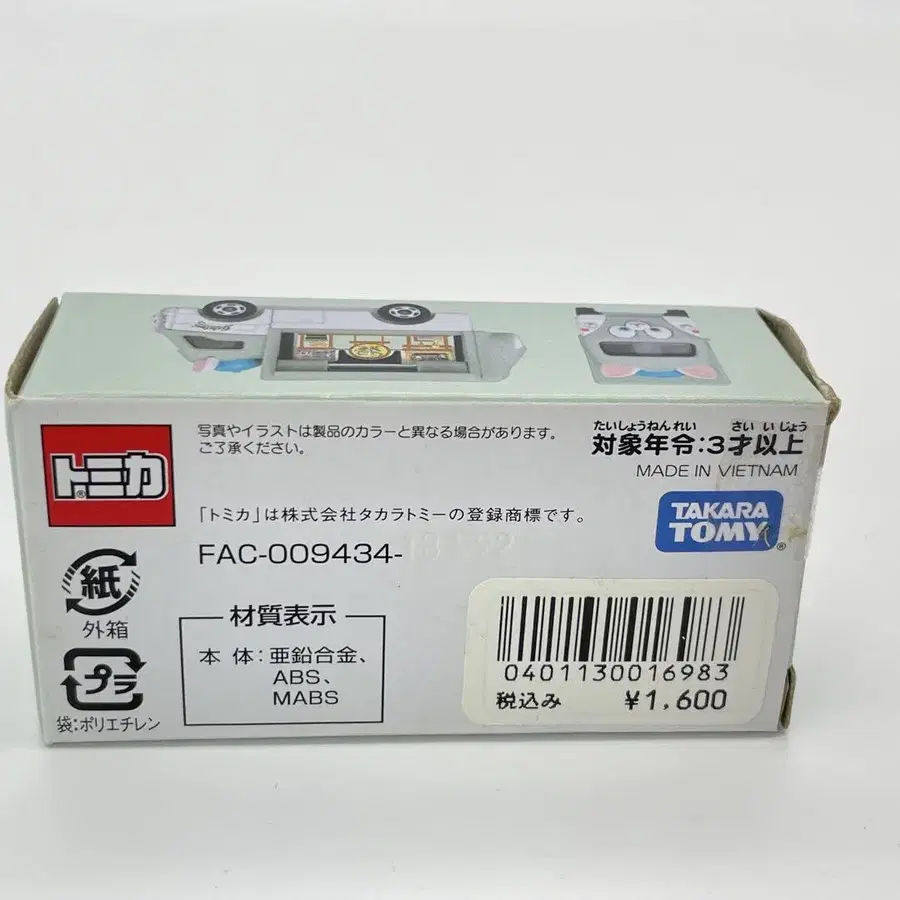 トミカ
®
写真やイラストは製品のカラーと異なる場合があります。
ご了承ください。
たいしょうねんれい さい いじょう
対象年令:3才以上
MADE IN VIETNAM
「トミカ」は株式会社タカラトミーの登録商標です。
TAKARA
TOMY
®
FAC-009434-
紙
外箱
プラ
袋:ポリエチレン
材質表示
本 体:亜鉛合金、
ABS、
MABS
0401130016983
税込み ¥1,600